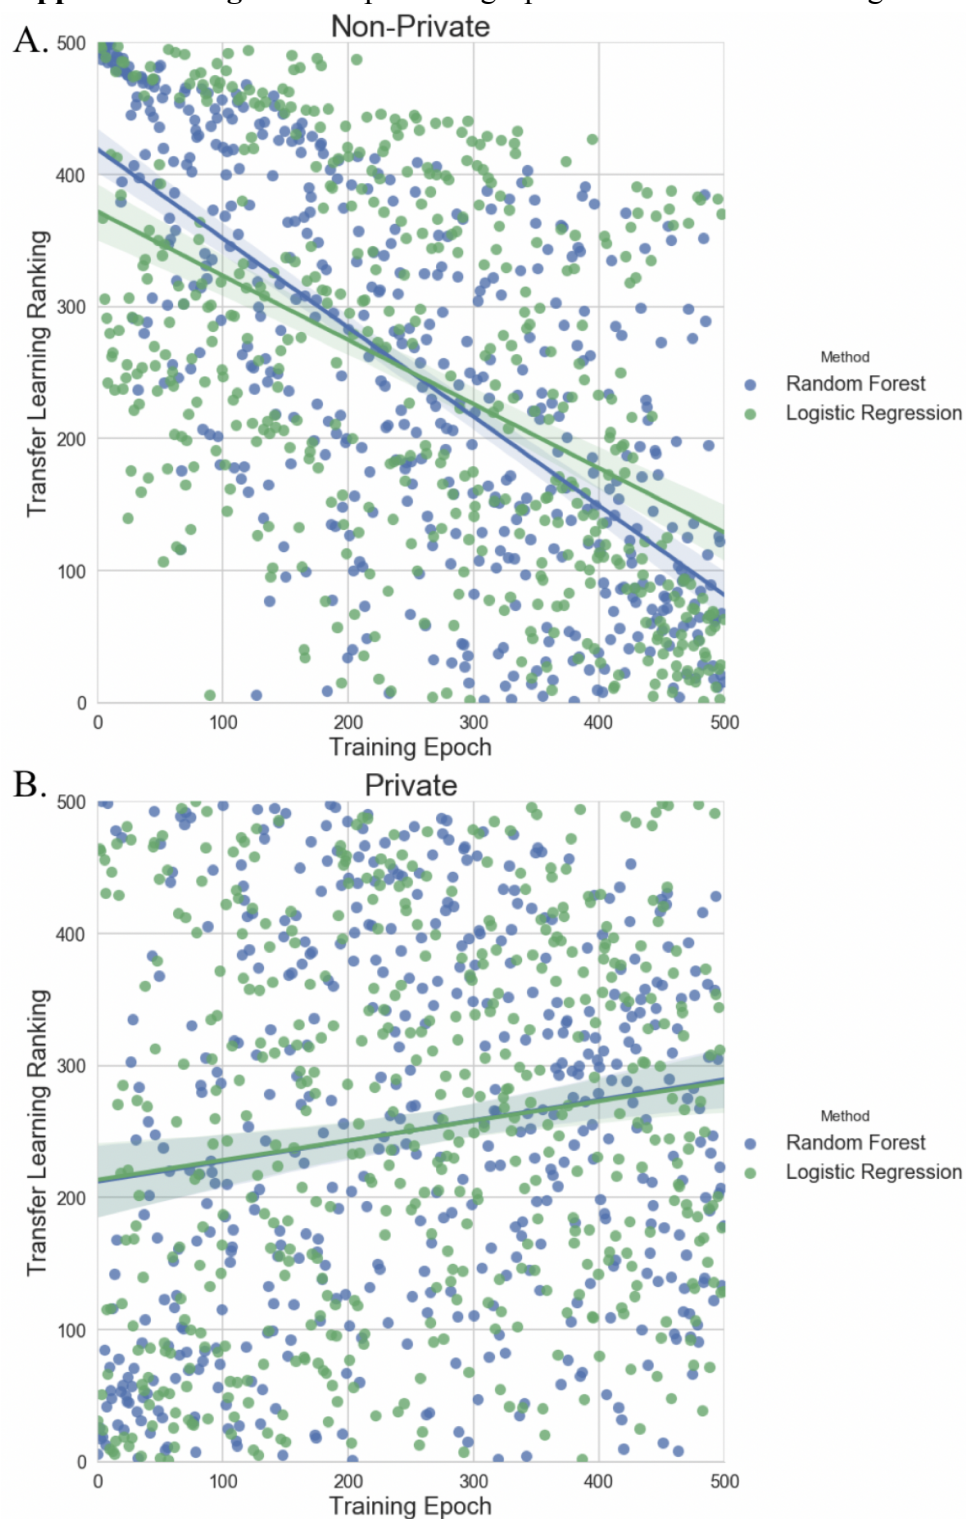 A.
Non-Private
500
400
300
200
100
0
Transfer Learning Ranking
0 100 200 300 400 500
Training Epoch
Method
Random Forest
Logistic Regression
B.
Private
500
400
300
200
100
0
Transfer Learning Ranking
0 100 200 300 400 500
Training Epoch
Method
Random Forest
Logistic Regression